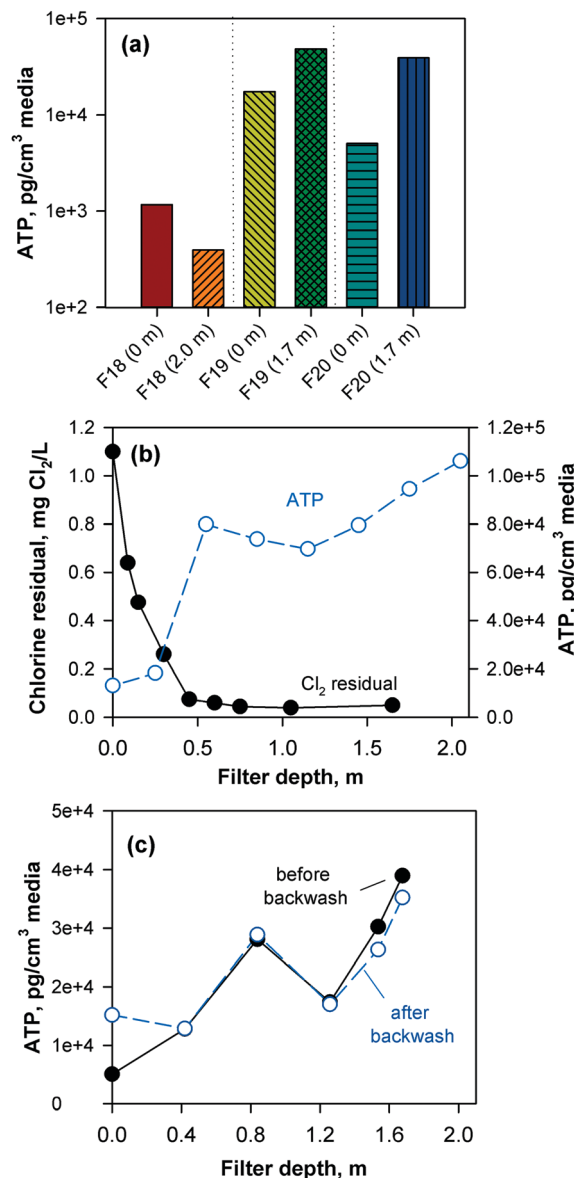 (a)
ATP, pg/cm³ media
1e+5
1e+4
1e+3
1e+2
F18 (0 m)
F18 (2.0 m)
F19 (0 m)
F19 (1.7 m)
F20 (0 m)
F20 (1.7 m)
(b)
Chlorine residual, mg Cl₂/L
1.2
1.0
0.8
0.6
0.4
0.2
0.0
ATP
Cl₂ residual
1.2e+5
1.0e+5
8.0e+4
6.0e+4
4.0e+4
2.0e+4
0.0
ATP, pg/cm³ media
0.0 0.5 1.0 1.5 2.0
Filter depth, m
(c)
ATP, pg/cm³ media
5e+4
4e+4
3e+4
2e+4
1e+4
0
before
backwash
after
backwash
0.0 0.4 0.8 1.2 1.6 2.0
Filter depth, m